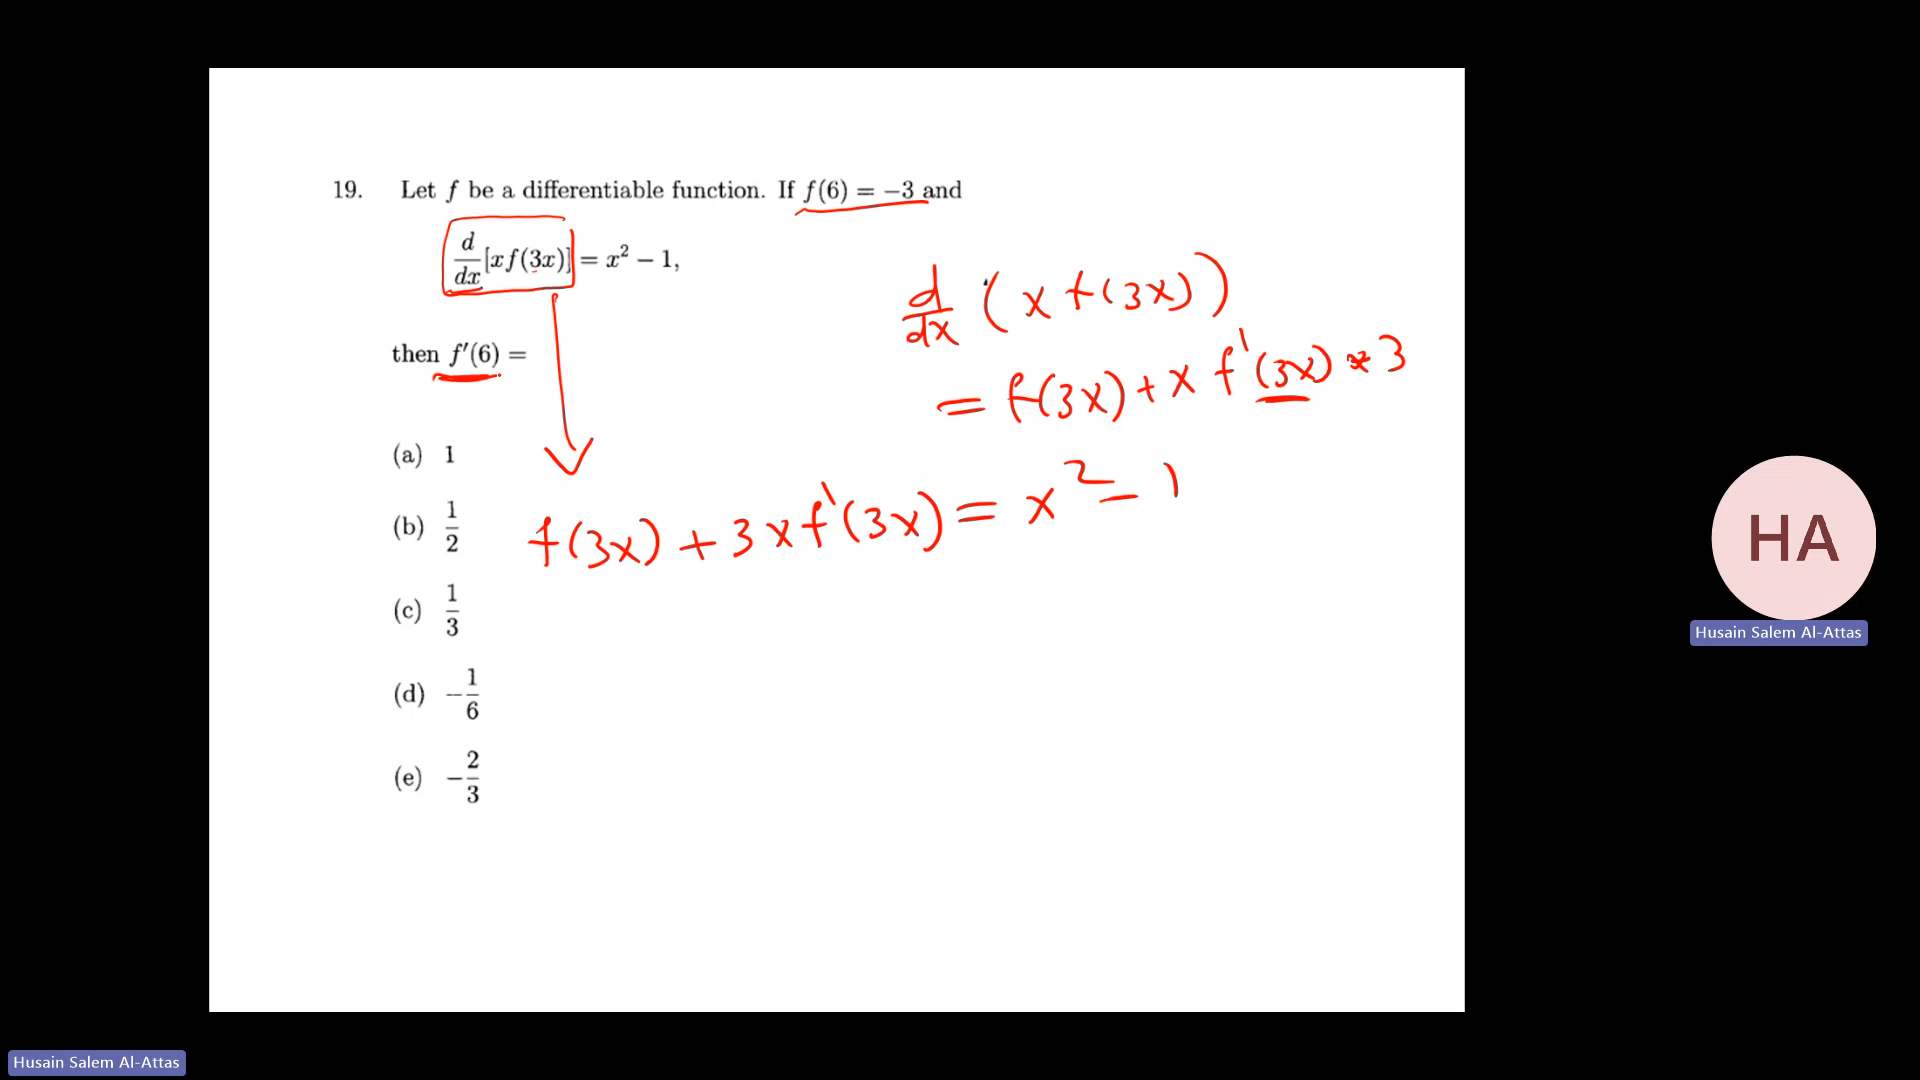 19. Let f be a differentiable function. If f(6) = −3 and
d/dx [xf(3x)] = x² − 1,
then f′(6) =
(a) 1
(b) 1/2
(c) 1/3
(d) −1/6
(e) −2/3
d/dx (x f(3x))
= f(3x) + x f'(3x) * 3
f(3x) + 3x f'(3x) = x² − 1
HA
Husain Salem Al-Attas
Husain Salem Al-Attas